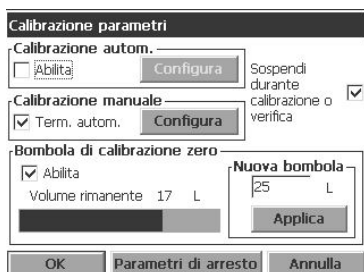 Calibrazione parametri
Calibrazione autom.
Abilita
Configura
Sospendi
durante
calibrazione o
verifica
Calibrazione manuale
Term. autom.
Configura
Bombola di calibrazione zero
Abilita
Volume rimanente 17 L
Nuova bombola
25 L
Applica
OK
Parametri di arresto
Annulla